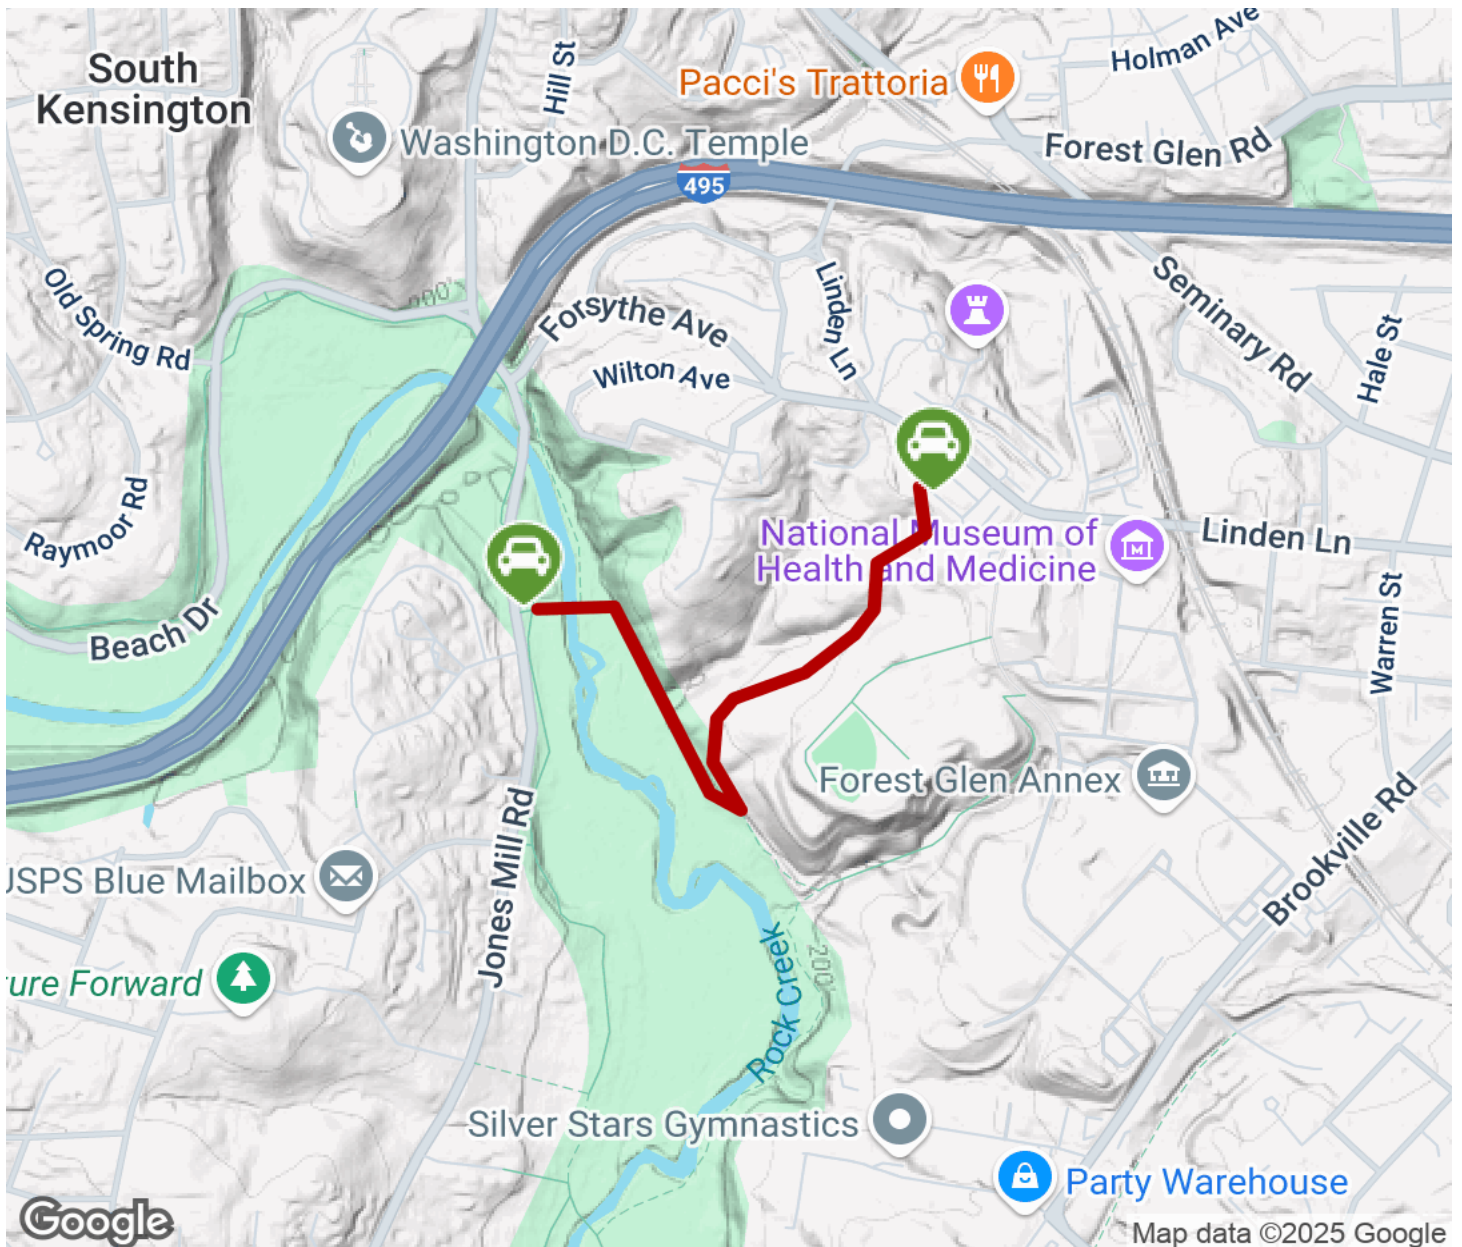 South
Kensington
Hill St
Holman Ave
Pacci's Trattoria
Washington D.C. Temple
Forest Glen Rd
495
Old Spring Rd
200'
Forsythe Ave
Linden Ln
Seminary Rd
Hale St
Wilton Ave
Raymoor Rd
National Museum of
Health and Medicine
Linden Ln
Beach Dr
Warren St
Forest Glen Annex
Jones Mill Rd
Brookville Rd
USPS Blue Mailbox
ure Forward
Rock Creek
200'
Silver Stars Gymnastics
Party Warehouse
Google
Map data ©2025 Google